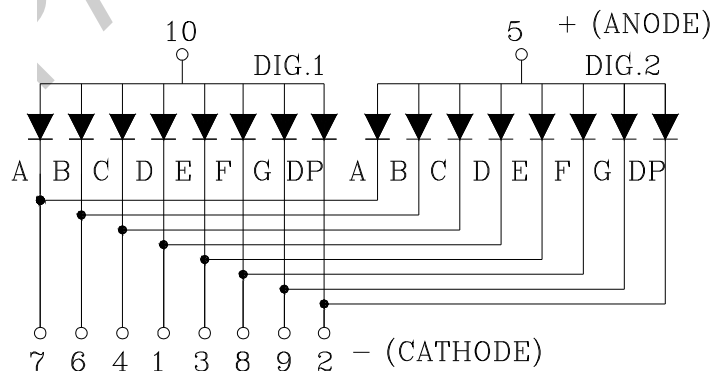 10 5 + (ANODE)
DIG.1 DIG.2
A B C D E F G DP A B C D E F G DP
7 6 4 1 3 8 9 2 - (CATHODE)